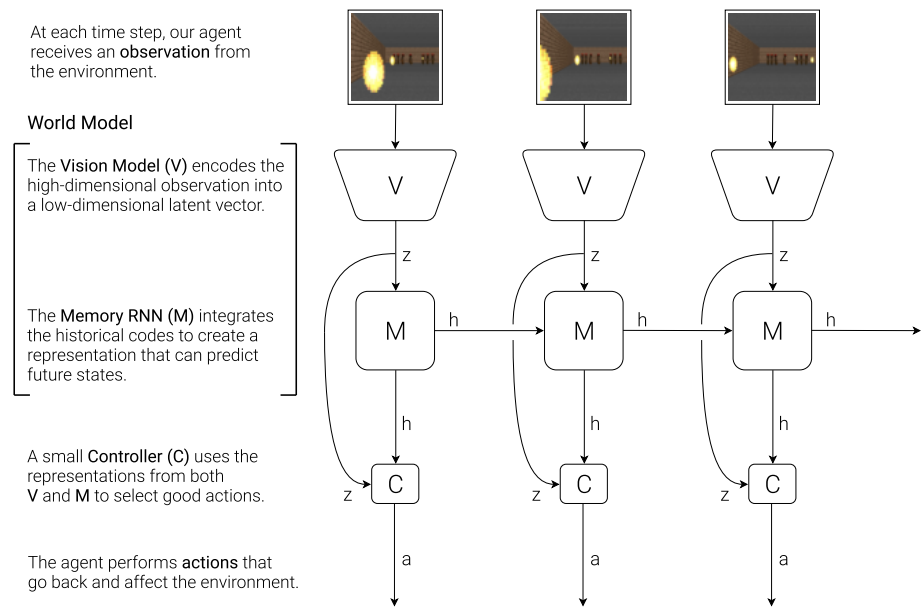 At each time step, our agent
receives an observation from
the environment.
World Model
The Vision Model (V) encodes the
high-dimensional observation into
a low-dimensional latent vector.
The Memory RNN (M) integrates
the historical codes to create a
representation that can predict
future states.
A small Controller (C) uses the
representations from both
V and M to select good actions.
The agent performs actions that
go back and affect the environment.
V V V
z z z
M h M h M h
h h h
z C z C z C
a a a